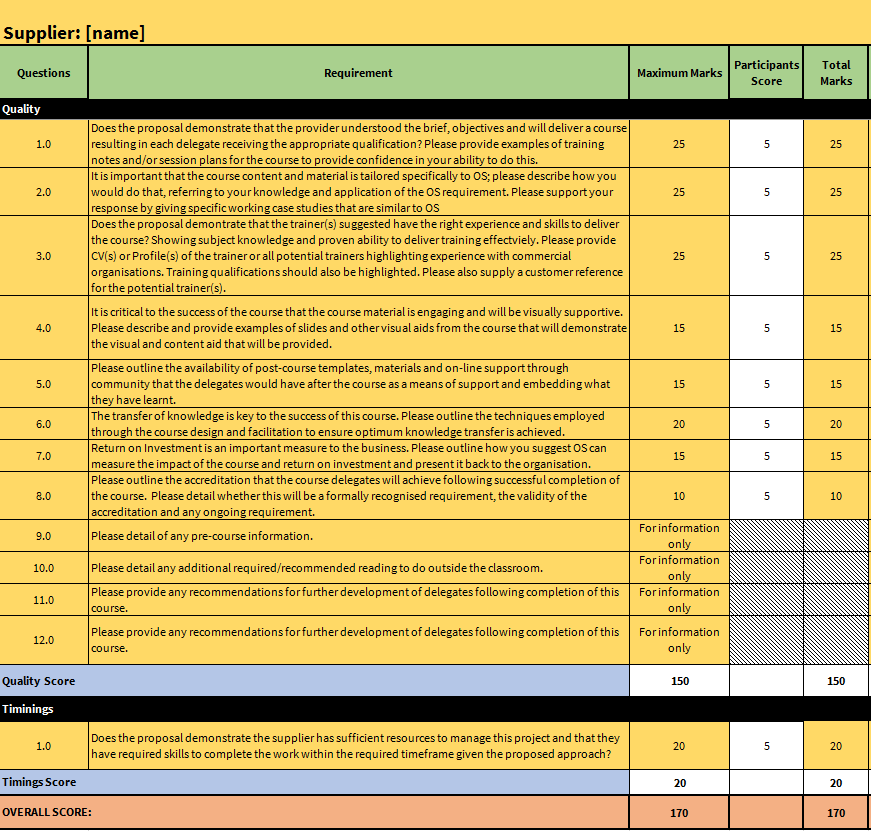 Supplier: [name]
Questions
Requirement
Maximum Marks
Participants
Score
Total
Marks
Quality
1.0
Does the proposal demonstrate that the provider understood the brief, objectives and will deliver a course
resulting in each delegate receiving the appropriate qualification? Please provide examples of training
notes and/or session plans for the course to provide confidence in your ability to do this.
25
5
25
2.0
It is important that the course content and material is tailored specifically to OS; please describe how you
would do that, referring to your knowledge and application of the OS requirement. Please support your
response by giving specific working case studies that are similar to OS
25
5
25
3.0
Does the proposal demontrate that the trainer(s) suggested have the right experience and skills to deliver
the course? Showing subject knowledge and proven ability to deliver training effectviely. Please provide
CV(s) or Profile(s) of the trainer or all potential trainers highlighting experience with commercial
organisations. Training qualifications should also be highlighted. Please also supply a customer reference
for the potential trainer(s).
25
5
25
4.0
It is critical to the success of the course that the course material is engaging and will be visually supportive.
Please describe and provide examples of slides and other visual aids from the course that will demonstrate
the visual and content aid that will be provided.
15
5
15
5.0
Please outline the availability of post-course templates, materials and on-line support through
community that the delegates would have after the course as a means of support and embedding what
they have learnt.
15
5
15
6.0
The transfer of knowledge is key to the success of this course. Please outline the techniques employed
through the course design and facilitation to ensure optimum knowledge transfer is achieved.
20
5
20
7.0
Return on Investment is an important measure to the business. Please outline how you suggest OS can
measure the impact of the course and return on investment and present it back to the organisation.
15
5
15
8.0
Please outline the accreditation that the course delegates will achieve following successful completion of
the course. Please detail whether this will be a formally recognised requirement, the validity of the
accreditation and any ongoing requirement.
10
5
10
9.0
Please detail of any pre-course information.
For information
only
10.0
Please detail any additional required/recommended reading to do outside the classroom.
For information
only
11.0
Please provide any recommendations for further development of delegates following completion of this
course.
For information
only
12.0
Please provide any recommendations for further development of delegates following completion of this
course.
For information
only
Quality Score
150
150
Timinings
1.0
Does the proposal demonstrate the supplier has sufficient resources to manage this project and that they
have required skills to complete the work within the required timeframe given the proposed approach?
20
5
20
Timings Score
20
20
OVERALL SCORE:
170
170